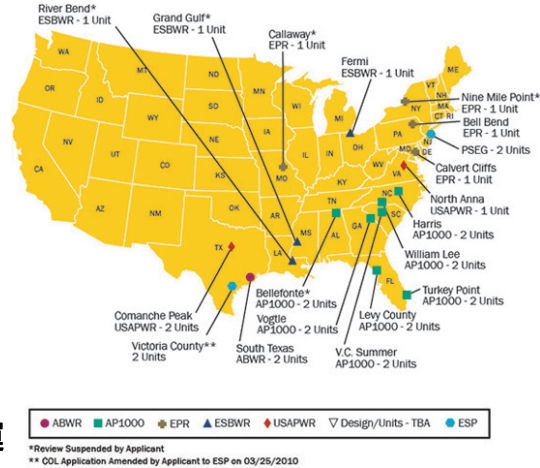 River Bend*
ESBWR - 1 Unit
Grand Gulf*
ESBWR - 1 Unit
Callaway*
EPR - 1 Unit
Fermi
ESBWR - 1 Unit
Nine Mile Point*
EPR - 1 Unit
Bell Bend
EPR - 1 Unit
PSEG - 2 Units
Calvert Cliffs
EPR - 1 Unit
North Anna
USAPWR - 1 Unit
Harris
AP1000 - 2 Units
William Lee
AP1000 - 2 Units
Turkey Point
AP1000 - 2 Units
Levy County
AP1000 - 2 Units
V.C. Summer
AP1000 - 2 Units
Bellefonte*
AP1000 - 2 Units
Vogtle
AP1000 - 2 Units
South Texas
ABWR - 2 Units
Comanche Peak
USAPWR - 2 Units
Victoria County**
2 Units
WA
MT
ND
MN
ME
OR
ID
SD
WI
MI
VT
NH
NY
MA
CT RI
WY
NE
IA
PA
NJ
NV
UT
CO
KS
MO
IL
IN
OH
WV
MD
DE
VA
KY
AZ
NM
OK
AR
TN
NC
SC
TX
LA
MS
AL
GA
FL
ABWR
AP1000
EPR
ESBWR
USAPWR
Design/Units - TBA
ESP
*Review Suspended by Applicant
** COL Application Amended by Applicant to ESP on 03/25/2010